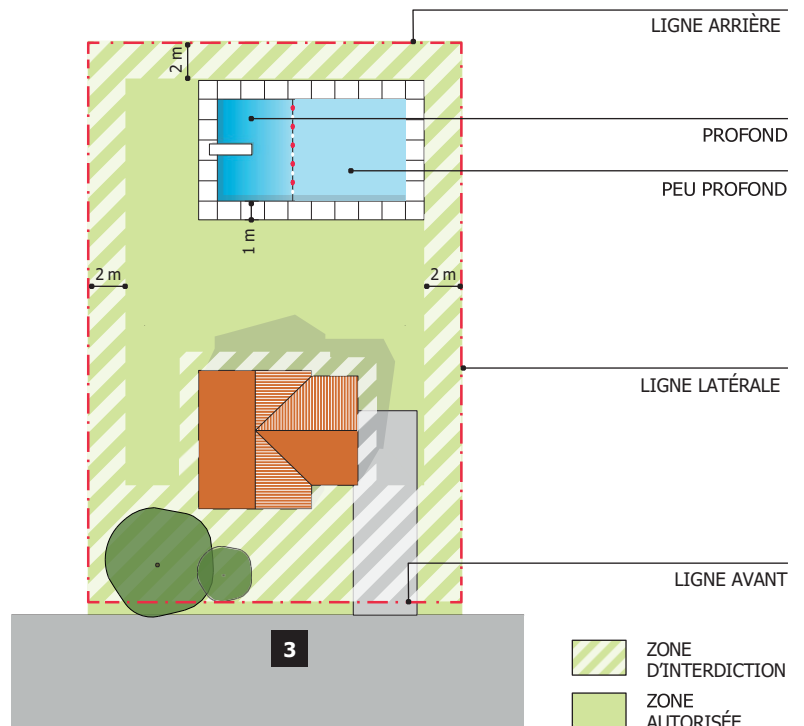 LIGNE ARRIÈRE
2 m
PROFOND
PEU PROFOND
1 m
2 m
2 m
LIGNE LATÉRALE
LIGNE AVANT
3
ZONE
D'INTERDICTION
ZONE
AUTORISÉE